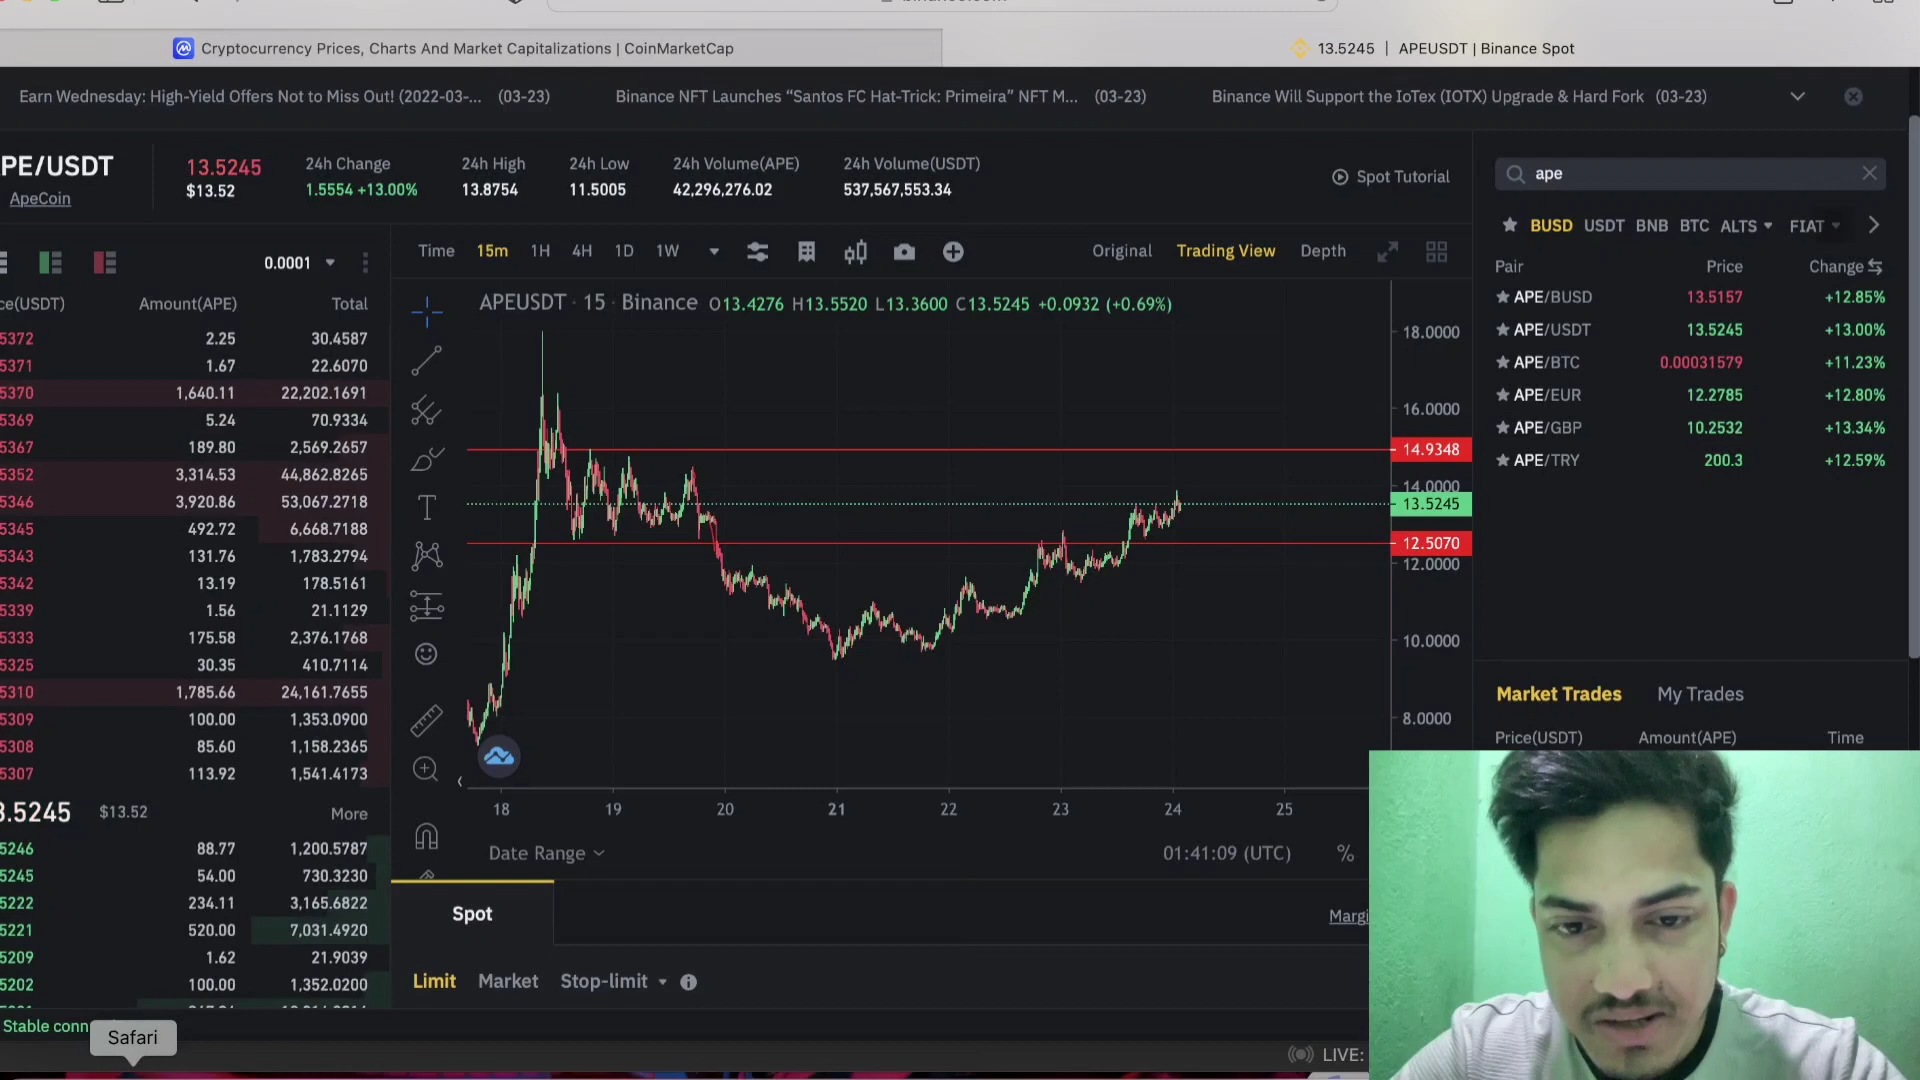 Cryptocurrency Prices, Charts And Market Capitalizations | CoinMarketCap
13.5245 | APEUSDT | Binance Spot
Earn Wednesday: High-Yield Offers Not to Miss Out! (2022-03-... (03-23)
Binance NFT Launches “Santos FC Hat-Trick: Primeira” NFT M... (03-23)
Binance Will Support the IoTex (IOTX) Upgrade & Hard Fork (03-23)
PE/USDT
ApeCoin
13.5245
$13.52
24h Change
1.5554 +13.00%
24h High
13.8754
24h Low
11.5005
24h Volume(APE)
42,296,276.02
24h Volume(USDT)
537,567,553.34
Spot Tutorial
0.0001
ce(USDT) Amount(APE) Total
5372 2.25 30.4587
5371 1.67 22.6070
5370 1,640.11 22,202.1691
5369 5.24 70.9334
5367 189.80 2,569.2657
5352 3,314.53 44,862.8265
5346 3,920.86 53,067.2718
5345 492.72 6,668.7188
5343 131.76 1,783.2794
5342 13.19 178.5161
5339 1.56 21.1129
5333 175.58 2,376.1768
5325 30.35 410.7114
5310 1,785.66 24,161.7655
5309 100.00 1,353.0900
5308 85.60 1,158.2365
5307 113.92 1,541.4173
3.5245 $13.52 More
5246 88.77 1,200.5787
5245 54.00 730.3230
5222 234.11 3,165.6822
5221 520.00 7,031.4920
5209 1.62 21.9039
5202 100.00 1,352.0200
Stable conn
Safari
Time 15m 1H 4H 1D 1W
Original Trading View Depth
APEUSDT · 15 · Binance O13.4276 H13.5520 L13.3600 C13.5245 +0.0932 (+0.69%)
18.0000
16.0000
14.9348
14.0000
13.5245
12.5070
12.0000
10.0000
8.0000
18 19 20 21 22 23 24 25
Date Range
01:41:09 (UTC) %
Spot
Margi
Limit Market Stop-limit
LIVE:
ape
BUSD USDT BNB BTC ALTS FIAT
Pair Price Change
APE/BUSD 13.5157 +12.85%
APE/USDT 13.5245 +13.00%
APE/BTC 0.00031579 +11.23%
APE/EUR 12.2785 +12.80%
APE/GBP 10.2532 +13.34%
APE/TRY 200.3 +12.59%
Market Trades My Trades
Price(USDT) Amount(APE) Time